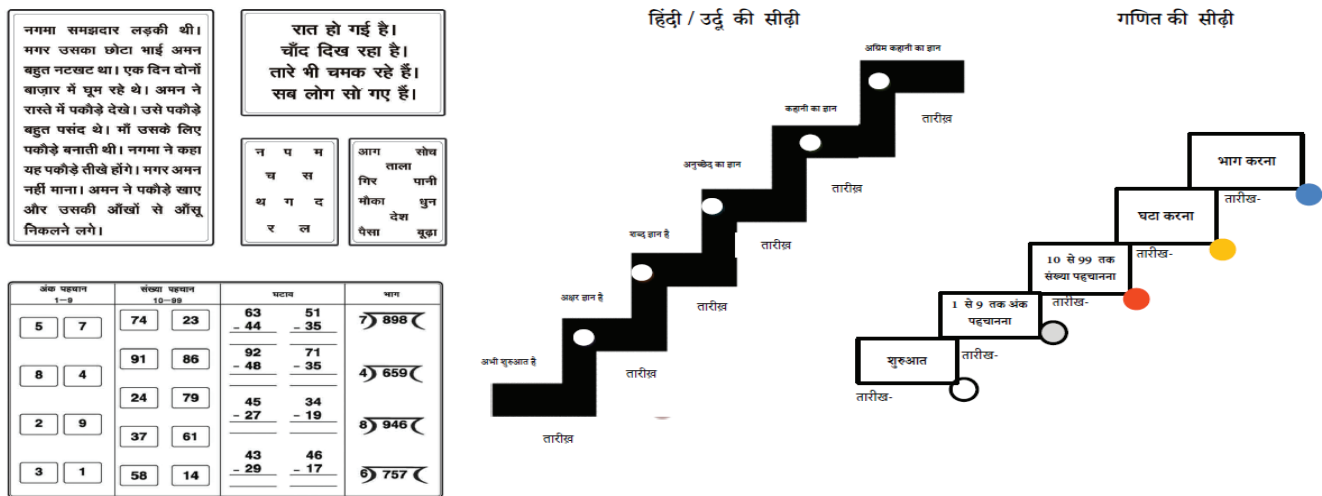 नगमा समझदार लड़की थी।
मगर उसका छोटा भाई अमन
बहुत नटखट था। एक दिन दोनों
बाज़ार में घूम रहे थे। अमन ने
रास्ते में पकौड़े देखे। उसे पकौड़े
बहुत पसंद थे। माँ उसके लिए
पकौड़े बनाती थी। नगमा ने कहा
यह पकौड़े तीखे होंगे। मगर अमन
नहीं माना। अमन ने पकौड़े खाए
और उसकी आँखों से आँसू
निकलने लगे।
रात हो गई है।
चाँद दिख रहा है।
तारे भी चमक रहे हैं।
सब लोग सो गए हैं।
न प म
च स
थ ग द
र ल
आग सोच
ताला
गिर पानी
मौका धुन
देश
पैसा बूढ़ा
अंक पहचान
1–9
5 7
8 4
2 9
3 1
संख्या पहचान
10–99
74 23
91 86
24 79
37 61
58 14
घटाव
63 51
- 44 - 35
92 71
- 48 - 35
45 34
- 27 - 19
43 46
- 29 - 17
भाग
7)898(
4)659(
8)946(
6)757(
हिंदी / उर्दू की सीढ़ी
अग्रिम कहानी का ज्ञान
तारीख़
कहानी का ज्ञान
तारीख़
अनुच्छेद का ज्ञान
तारीख़
शब्द ज्ञान है
तारीख़
अक्षर ज्ञान है
तारीख़
अभी शुरुआत है
तारीख़
गणित की सीढ़ी
भाग करना
तारीख-
घटा करना
तारीख-
10 से 99 तक
संख्या पहचानना
तारीख-
1 से 9 तक अंक
पहचानना
तारीख-
शुरुआत
तारीख-